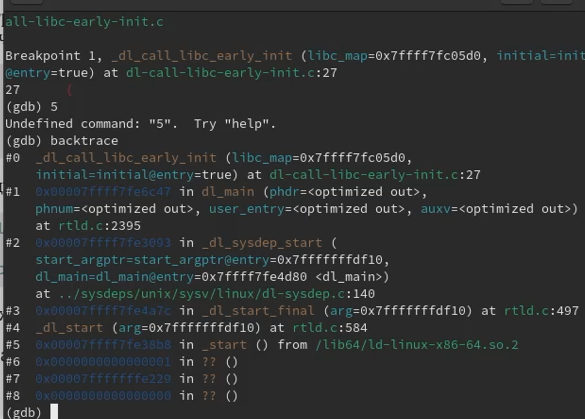 all-libc-early-init.c
Breakpoint 1, _dl_call_libc_early_init (libc_map=0x7ffff7fc05d0, initial=init
@entry=true) at dl-call-libc-early-init.c:27
27 {
(gdb) 5
Undefined command: "5". Try "help".
(gdb) backtrace
#0 _dl_call_libc_early_init (libc_map=0x7ffff7fc05d0,
initial=initial@entry=true) at dl-call-libc-early-init.c:27
#1 0x00007ffff7fe6c47 in dl_main (phdr=<optimized out>,
phnum=<optimized out>, user_entry=<optimized out>, auxv=<optimized out>)
at rtld.c:2395
#2 0x00007ffff7fe3093 in _dl_sysdep_start (
start_argptr=start_argptr@entry=0x7fffffffdf10,
dl_main=dl_main@entry=0x7ffff7fe4d80 <dl_main>)
at ../sysdeps/unix/sysv/linux/dl-sysdep.c:140
#3 0x00007ffff7fe4a7c in _dl_start_final (arg=0x7fffffffdf10) at rtld.c:497
#4 _dl_start (arg=0x7fffffffdf10) at rtld.c:584
#5 0x00007ffff7fe38b8 in _start () from /lib64/ld-linux-x86-64.so.2
#6 0x0000000000000001 in ?? ()
#7 0x00007fffffffe229 in ?? ()
#8 0x0000000000000000 in ?? ()
(gdb)